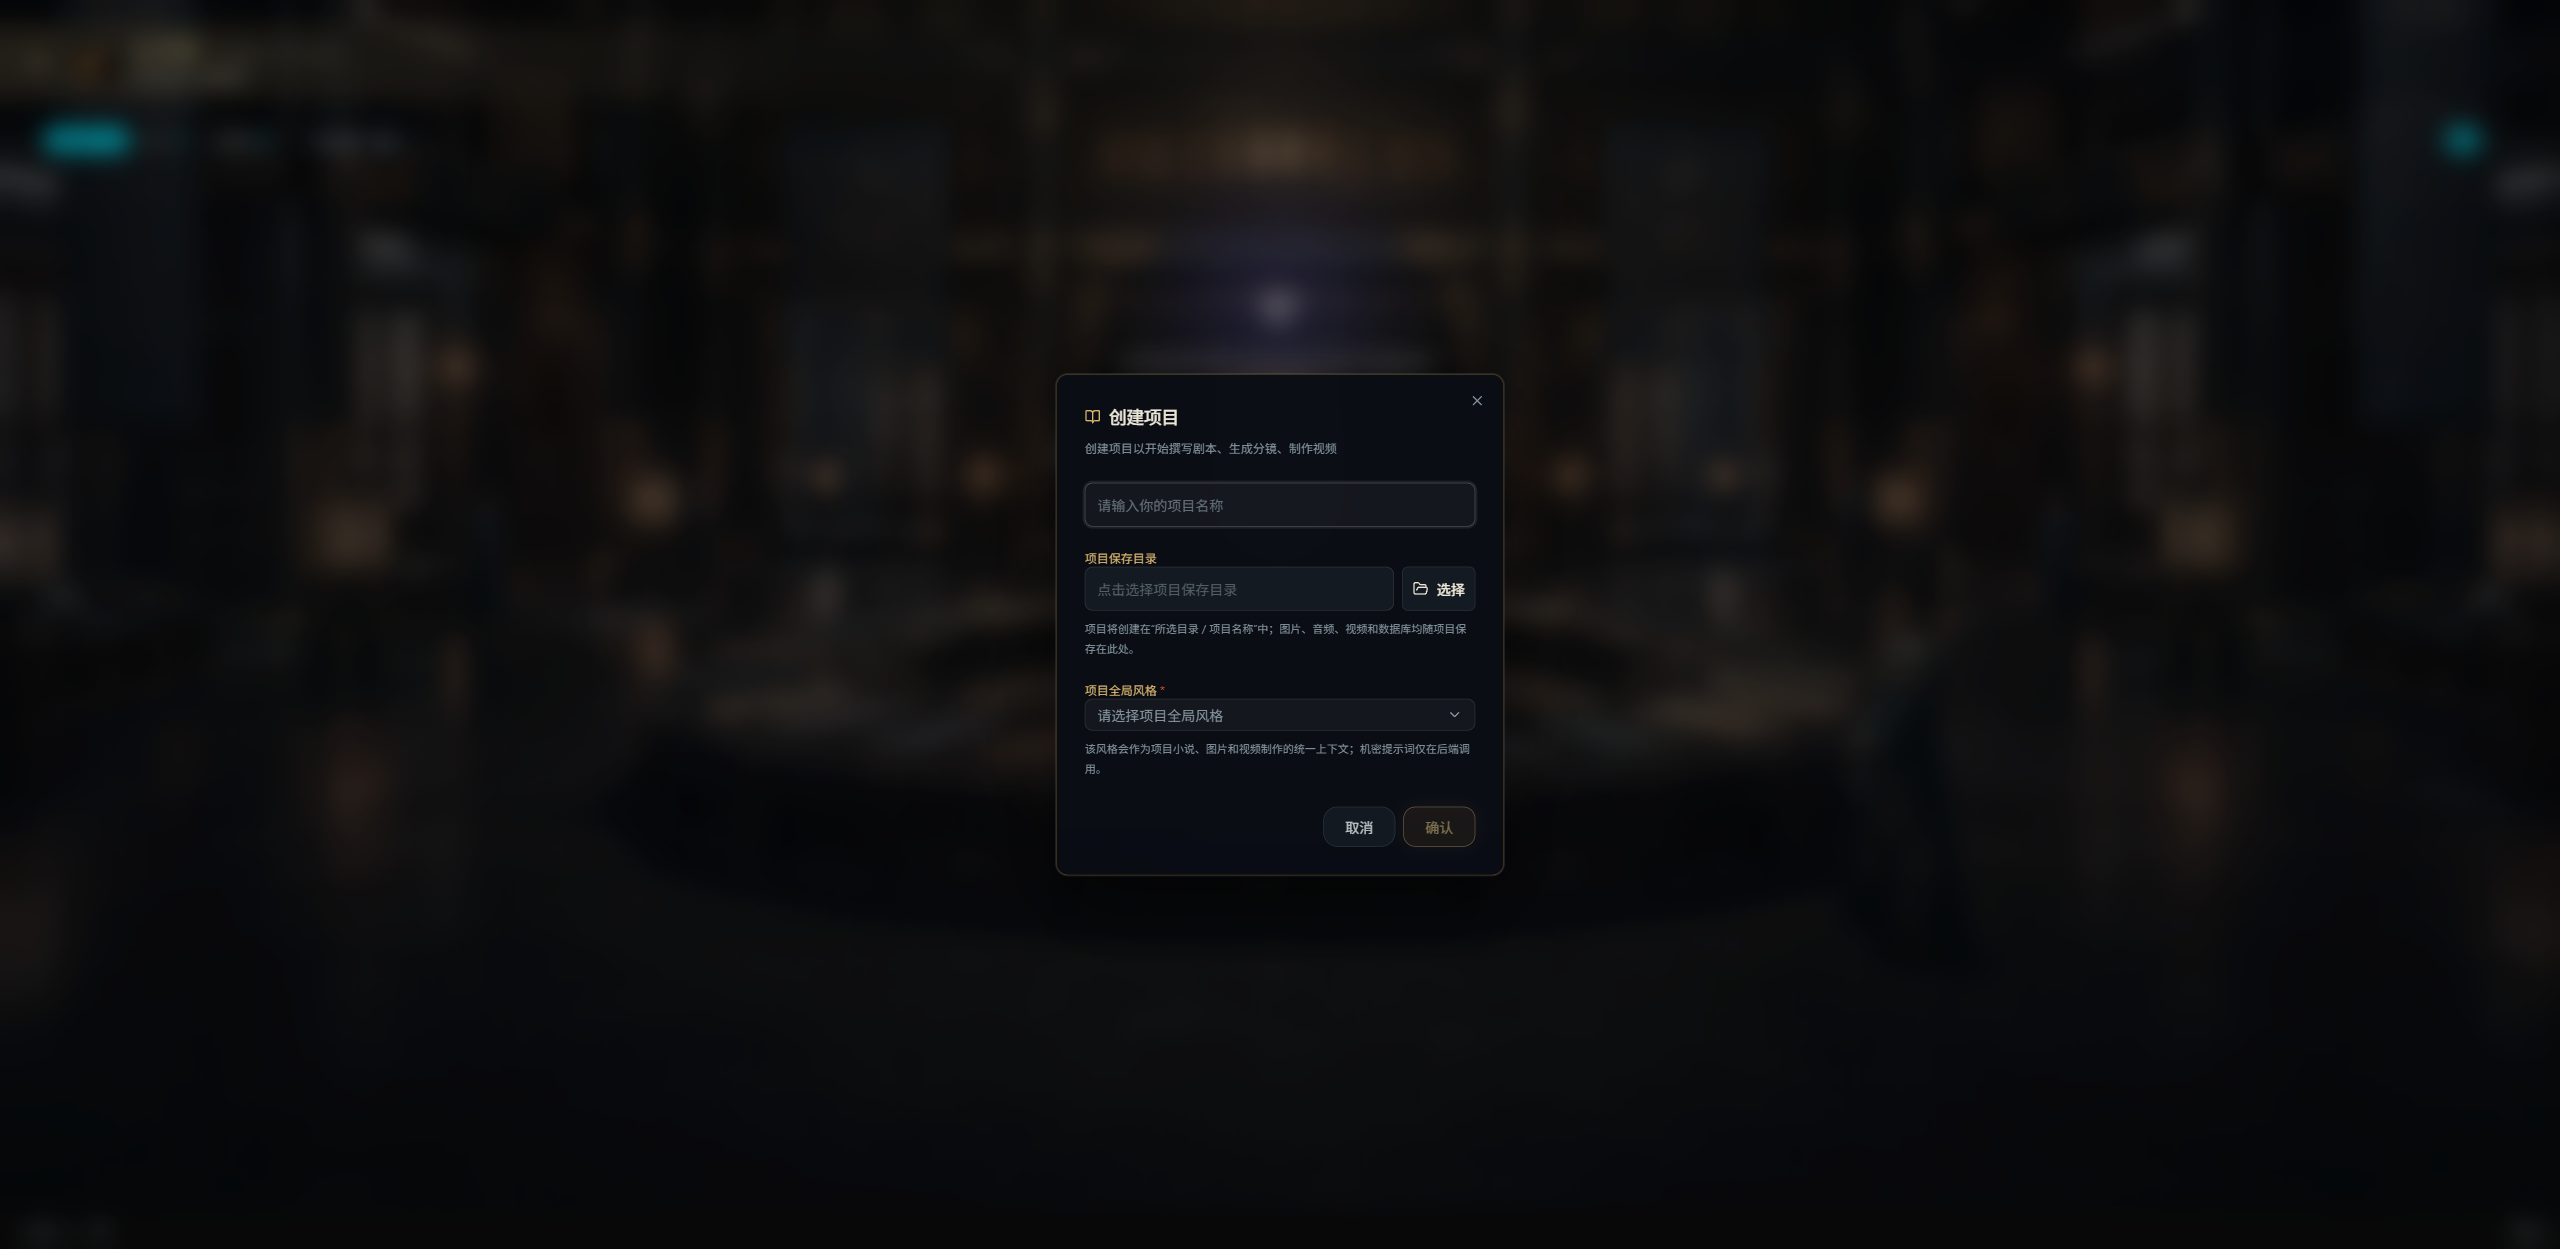 创建项目
创建项目以开始撰写剧本、生成分镜、制作视频
请输入你的项目名称
项目保存目录
点击选择项目保存目录
选择
项目将创建在“所选目录 / 项目名称”中；图片、音频、视频和数据库均随项目保
存在此处。
项目全局风格 *
请选择项目全局风格
该风格会作为项目小说、图片和视频制作的统一上下文；机密提示词仅在后端调
用。
取消
确认